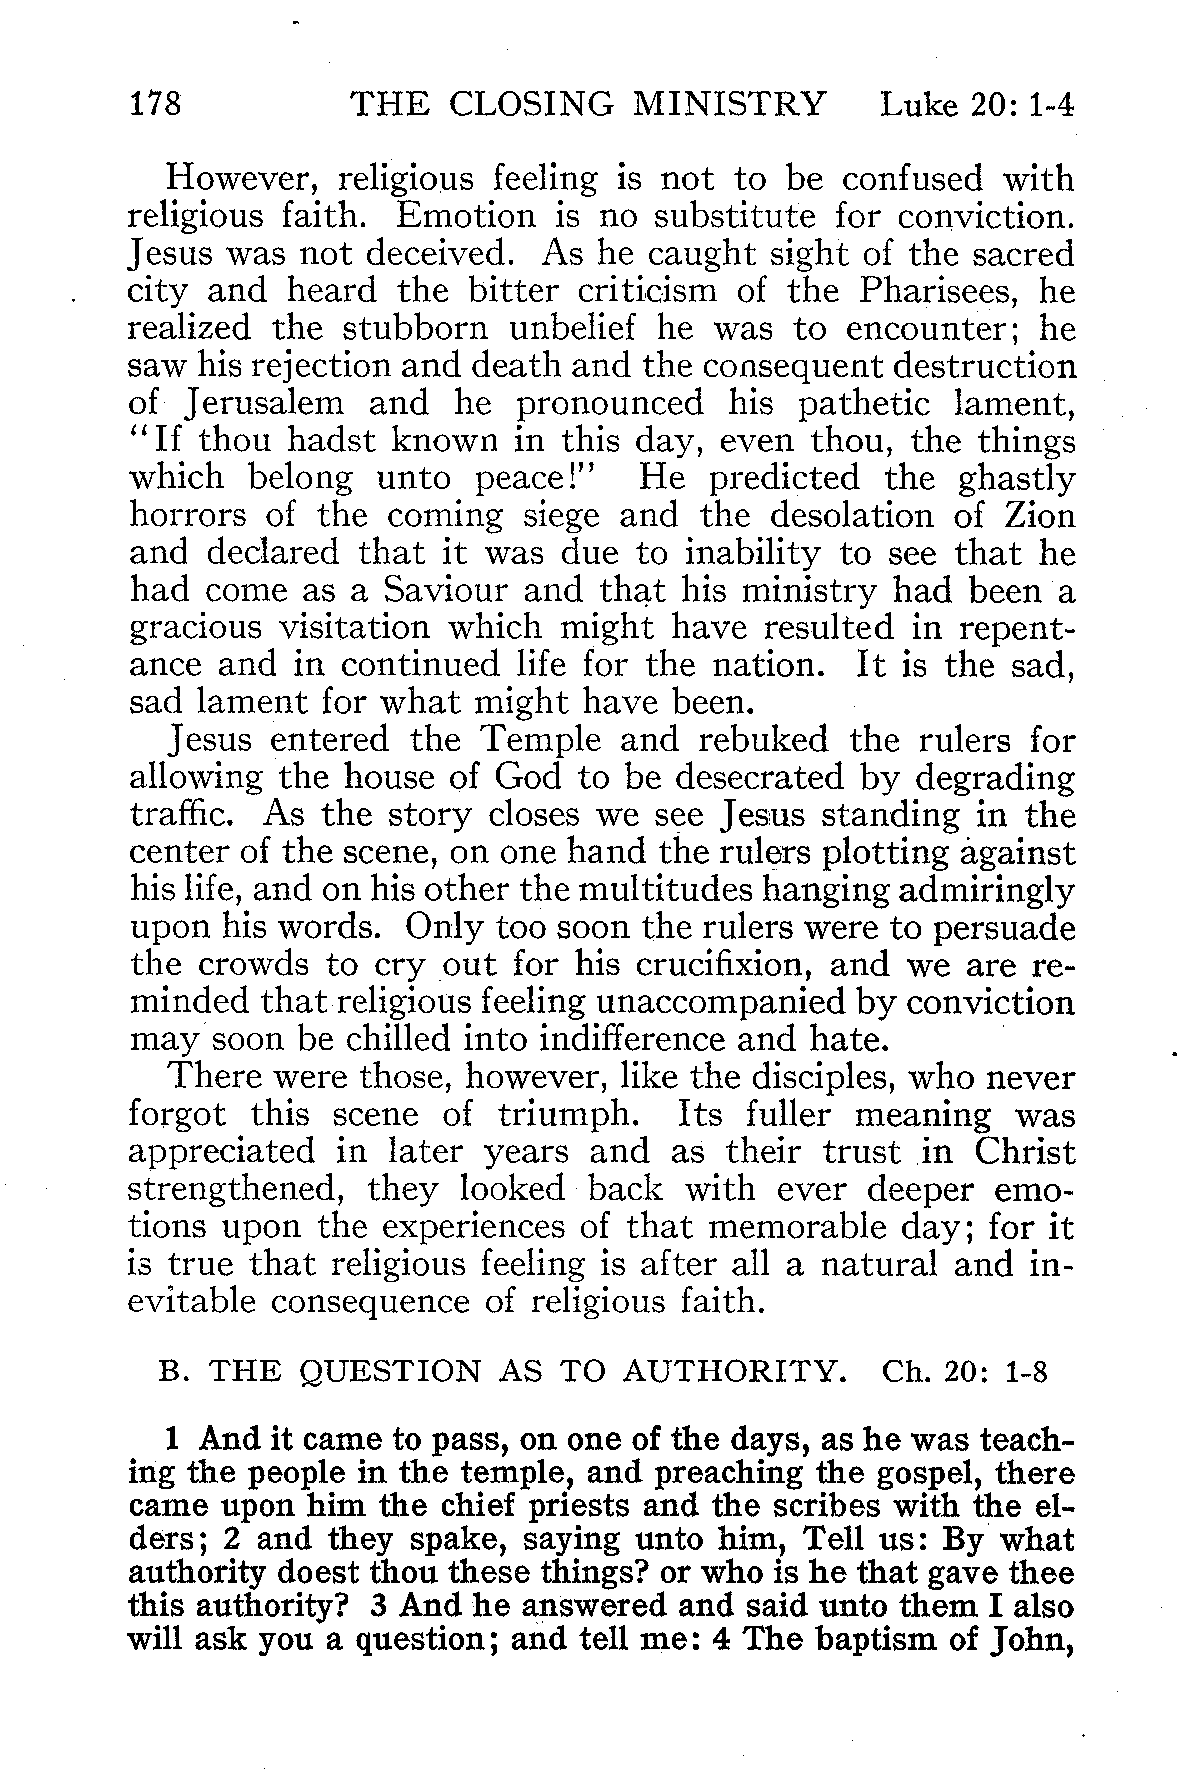 178 THE CLOSING MINISTRY Luke 20: 1-4
However, religious feeling is not to be confused with
religious faith. Emotion is no substitute for conviction.
Jesus was not deceived. As he caught sight of the sacred
city and heard the bitter criticism of the Pharisees, he
realized the stubborn unbelief he was to encounter; he
saw his rejection and death and the consequent destruction
of Jerusalem and he pronounced his pathetic lament,
“If thou hadst known in this day, even thou, the things
which belong unto peace!” He predicted the ghastly
horrors of the coming siege and the desolation of Zion
and declared that it was due to inability to see that he
had come as a Saviour and that his ministry had been a
gracious visitation which might have resulted in repent-
ance and in continued life for the nation. It is the sad,
sad lament for what might have been.
Jesus entered the Temple and rebuked the rulers for
allowing the house of God to be desecrated by degrading
traffic. As the story closes we see Jesus standing in the
center of the scene, on one hand the rulers plotting against
his life, and on his other the multitudes hanging admiringly
upon his words. Only too soon the rulers were to persuade
the crowds to cry out for his crucifixion, and we are re-
minded that religious feeling unaccompanied by conviction
may soon be chilled into indifference and hate.
There were those, however, like the disciples, who never
forgot this scene of triumph. Its fuller meaning was
appreciated in later years and as their trust in Christ
strengthened, they looked back with ever deeper emo-
tions upon the experiences of that memorable day; for it
is true that religious feeling is after all a natural and in-
evitable consequence of religious faith.
B. THE QUESTION AS TO AUTHORITY. Ch. 20: 1-8
1 And it came to pass, on one of the days, as he was teach-
ing the people in the temple, and preaching the gospel, there
came upon him the chief priests and the scribes with the el-
ders; 2 and they spake, saying unto him, Tell us: By what
authority doest thou these things? or who is he that gave thee
this authority? 3 And he answered and said unto them I also
will ask you a question; and tell me: 4 The baptism of John,